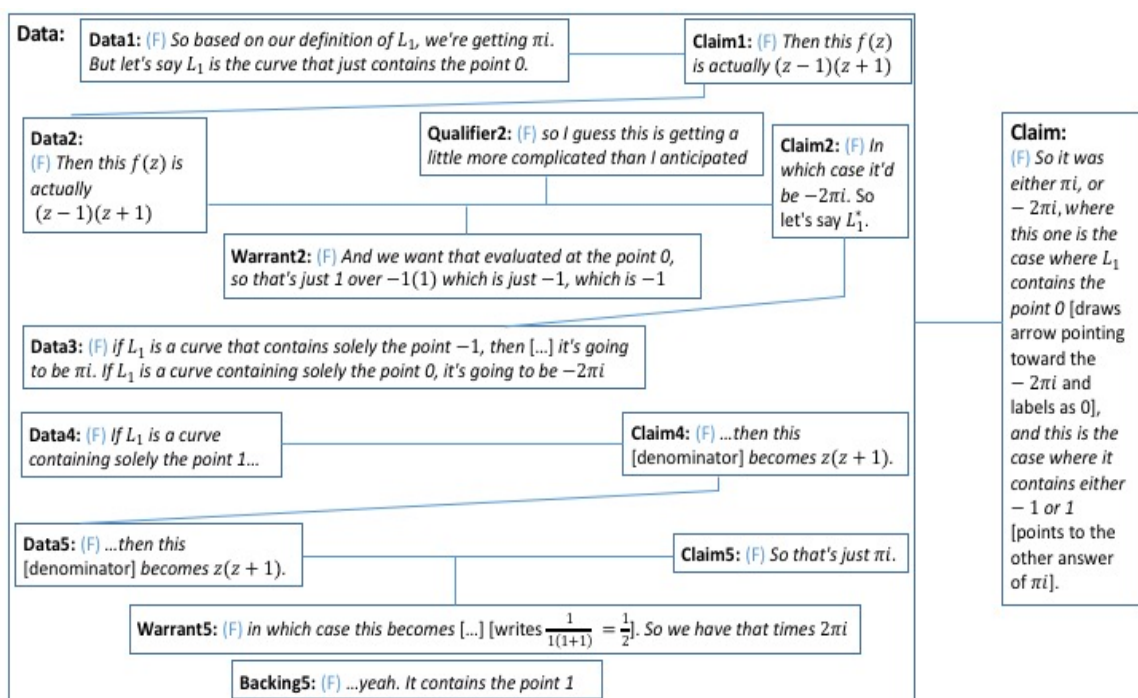 Data:
Data1: (F) So based on our definition of L₁, we're getting πi.
But let's say L₁ is the curve that just contains the point 0.
Claim1: (F) Then this f(z)
is actually (z − 1)(z + 1)
Data2:
(F) Then this f(z) is
actually
(z − 1)(z + 1)
Qualifier2: (F) so I guess this is getting a
little more complicated than I anticipated
Claim2: (F) In
which case it'd
be −2πi. So
let's say L₁*.
Warrant2: (F) And we want that evaluated at the point 0,
so that's just 1 over −1(1) which is just −1, which is −1
Data3: (F) if L₁ is a curve that contains solely the point −1, then [...] it's going
to be πi. If L₁ is a curve containing solely the point 0, it's going to be −2πi
Data4: (F) If L₁ is a curve
containing solely the point 1...
Claim4: (F) ...then this
[denominator] becomes z(z + 1).
Data5: (F) ...then this
[denominator] becomes z(z + 1).
Claim5: (F) So that's just πi.
Warrant5: (F) in which case this becomes [...] [writes 1/1(1+1) = 1/2]. So we have that times 2πi
Backing5: (F) ...yeah. It contains the point 1
Claim:
(F) So it was
either πi, or
− 2πi, where
this one is the
case where L₁
contains the
point 0 [draws
arrow pointing
toward the
− 2πi and
labels as 0],
and this is the
case where it
contains either
− 1 or 1
[points to the
other answer
of πi].